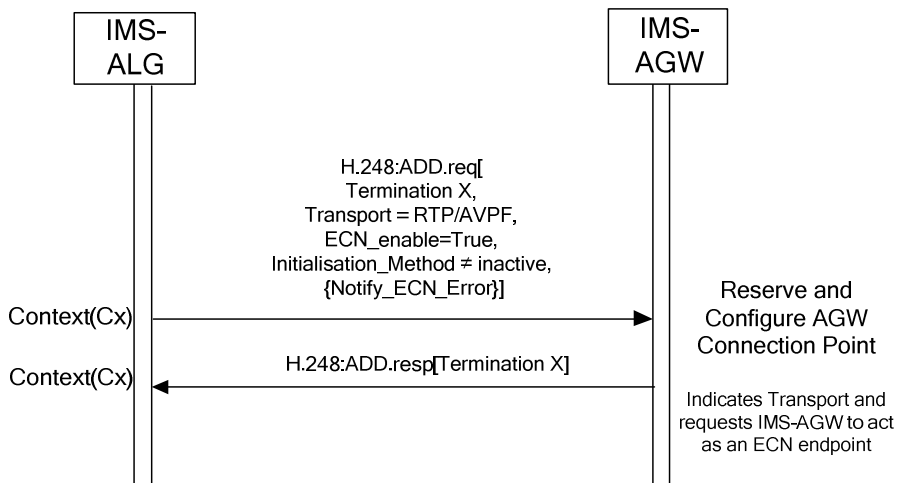 IMS-
ALG
IMS-
AGW
H.248:ADD.req[
Termination X,
Transport = RTP/AVPF,
ECN_enable=True,
Initialisation_Method ≠ inactive,
{Notify_ECN_Error}]
Context(Cx)
Reserve and
Configure AGW
Connection Point
H.248:ADD.resp[Termination X]
Context(Cx)
Indicates Transport and
requests IMS-AGW to act
as an ECN endpoint